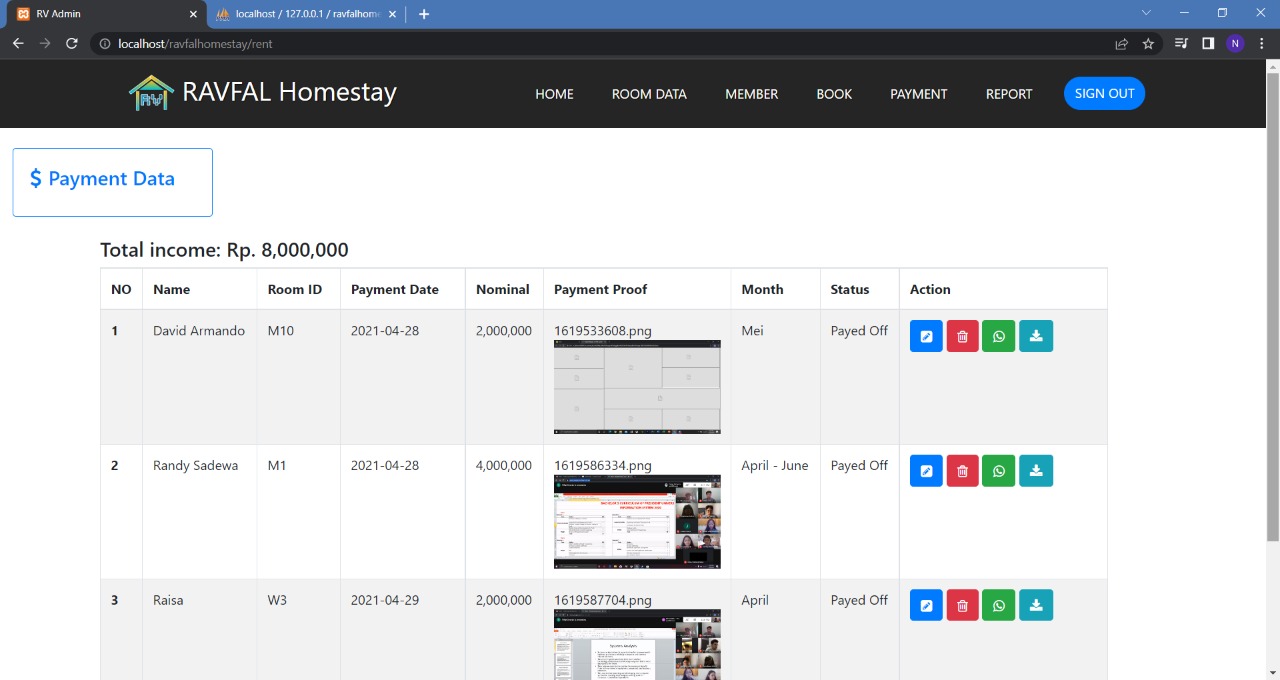 RV Admin
localhost / 127.0.0.1 / ravfalhome
localhost/ravfalhomestay/rent
N
RV
RAVFAL Homestay
HOME
ROOM DATA
MEMBER
BOOK
PAYMENT
REPORT
SIGN OUT
$ Payment Data
Total income: Rp. 8,000,000
NO Name Room ID Payment Date Nominal Payment Proof Month Status Action
1 David Armando M10 2021-04-28 2,000,000 1619533608.png Mei Payed Off
2 Randy Sadewa M1 2021-04-28 4,000,000 1619586334.png April - June Payed Off
3 Raisa W3 2021-04-29 2,000,000 1619587704.png April Payed Off